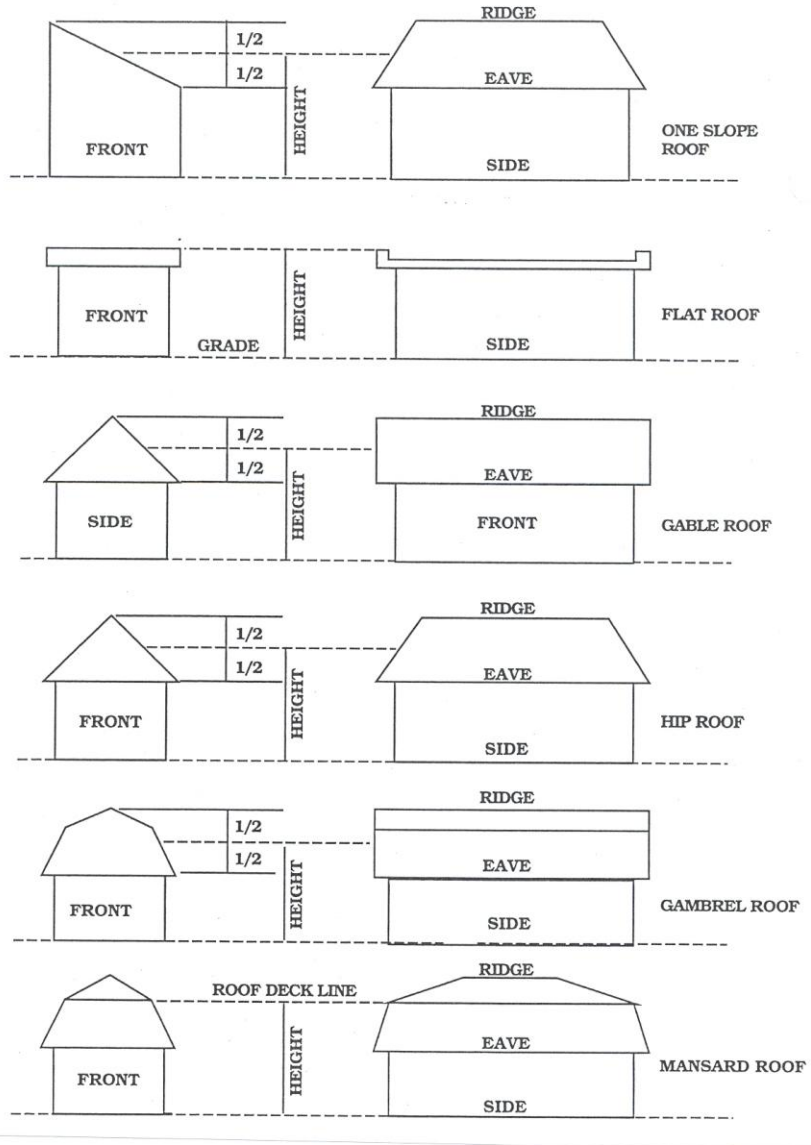 RIDGE
1/2
1/2
EAVE
HEIGHT
FRONT
SIDE
ONE SLOPE
ROOF
HEIGHT
FRONT
GRADE
SIDE
FLAT ROOF
RIDGE
1/2
1/2
EAVE
HEIGHT
SIDE
FRONT
GABLE ROOF
RIDGE
1/2
1/2
EAVE
HEIGHT
FRONT
SIDE
HIP ROOF
RIDGE
1/2
1/2
EAVE
HEIGHT
FRONT
SIDE
GAMBREL ROOF
RIDGE
ROOF DECK LINE
EAVE
HEIGHT
FRONT
SIDE
MANSARD ROOF